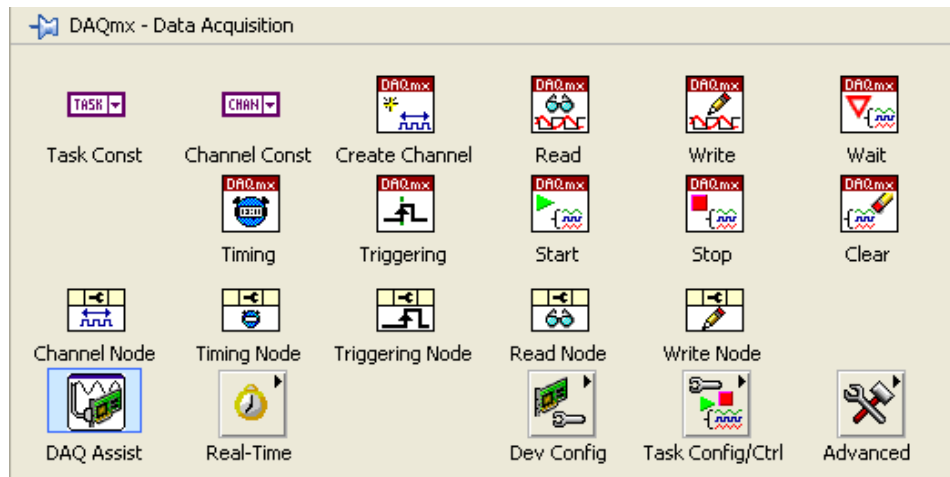 DAQmx - Data Acquisition
DAQmx DAQmx DAQmx DAQmx
TASK CHAN
Task Const Channel Const Create Channel Read Write Wait
DAQmx DAQmx DAQmx DAQmx DAQmx
Timing Triggering Start Stop Clear
Channel Node Timing Node Triggering Node Read Node Write Node
DAQ Assist Real-Time Dev Config Task Config/Ctrl Advanced